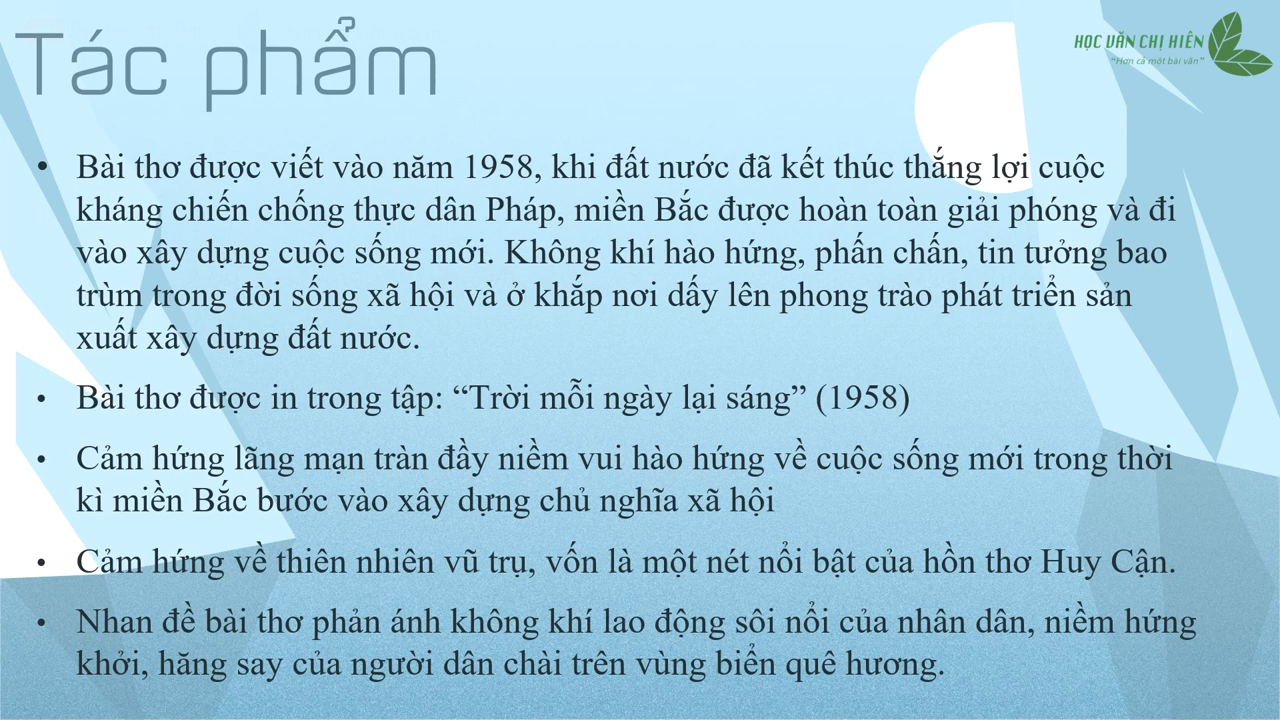 Tác phẩm
HỌC VĂN CHỊ HIÊN
“Hơn cả một bài văn”
• Bài thơ được viết vào năm 1958, khi đất nước đã kết thúc thắng lợi cuộc
kháng chiến chống thực dân Pháp, miền Bắc được hoàn toàn giải phóng và đi
vào xây dựng cuộc sống mới. Không khí hào hứng, phấn chấn, tin tưởng bao
trùm trong đời sống xã hội và ở khắp nơi dấy lên phong trào phát triển sản
xuất xây dựng đất nước.
• Bài thơ được in trong tập: “Trời mỗi ngày lại sáng” (1958)
• Cảm hứng lãng mạn tràn đầy niềm vui hào hứng về cuộc sống mới trong thời
kì miền Bắc bước vào xây dựng chủ nghĩa xã hội
• Cảm hứng về thiên nhiên vũ trụ, vốn là một nét nổi bật của hồn thơ Huy Cận.
• Nhan đề bài thơ phản ánh không khí lao động sôi nổi của nhân dân, niềm hứng
khởi, hăng say của người dân chài trên vùng biển quê hương.